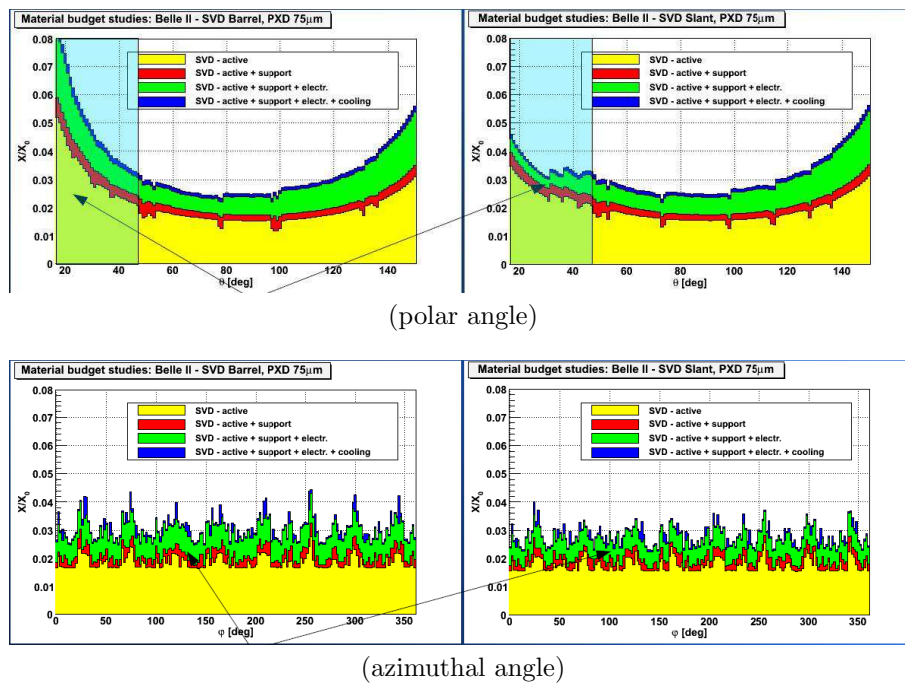 Material budget studies: Belle II - SVD Barrel, PXD 75μm
0.08
0.07
0.06
0.05
0.04
0.03
0.02
0.01
0
X/X0
SVD - active
SVD - active + support
SVD - active + support + electr.
SVD - active + support + electr. + cooling
20 40 60 80 100 120 140
θ [deg]
Material budget studies: Belle II - SVD Slant, PXD 75μm
0.08
0.07
0.06
0.05
0.04
0.03
0.02
0.01
0
X/X0
SVD - active
SVD - active + support
SVD - active + support + electr.
SVD - active + support + electr. + cooling
20 40 60 80 100 120 140
θ [deg]
(polar angle)
Material budget studies: Belle II - SVD Barrel, PXD 75μm
0.08
0.07
0.06
0.05
0.04
0.03
0.02
0.01
0
X/X0
SVD - active
SVD - active + support
SVD - active + support + electr.
SVD - active + support + electr. + cooling
0 50 100 150 200 250 300 350
φ [deg]
Material budget studies: Belle II - SVD Slant, PXD 75μm
0.08
0.07
0.06
0.05
0.04
0.03
0.02
0.01
0
X/X0
SVD - active
SVD - active + support
SVD - active + support + electr.
SVD - active + support + electr. + cooling
0 50 100 150 200 250 300 350
φ [deg]
(azimuthal angle)